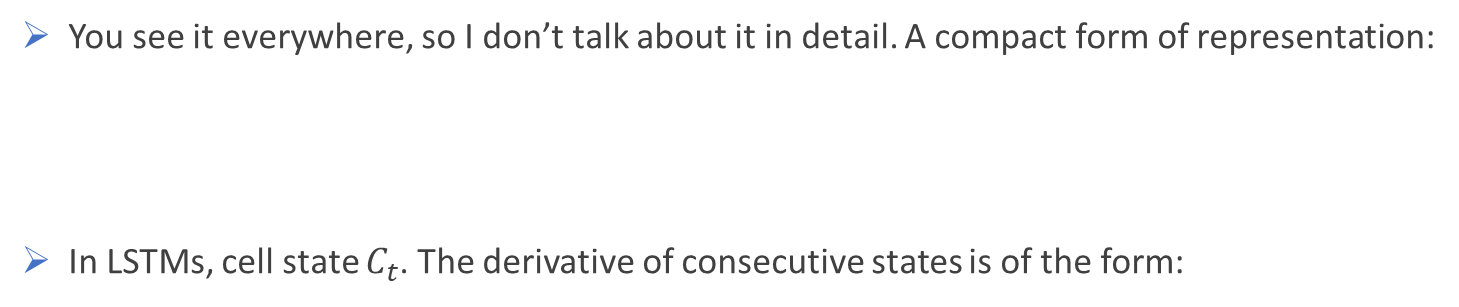 ➢ You see it everywhere, so I don’t talk about it in detail. A compact form of representation:
➢ In LSTMs, cell state 𝐶𝑡. The derivative of consecutive states is of the form: